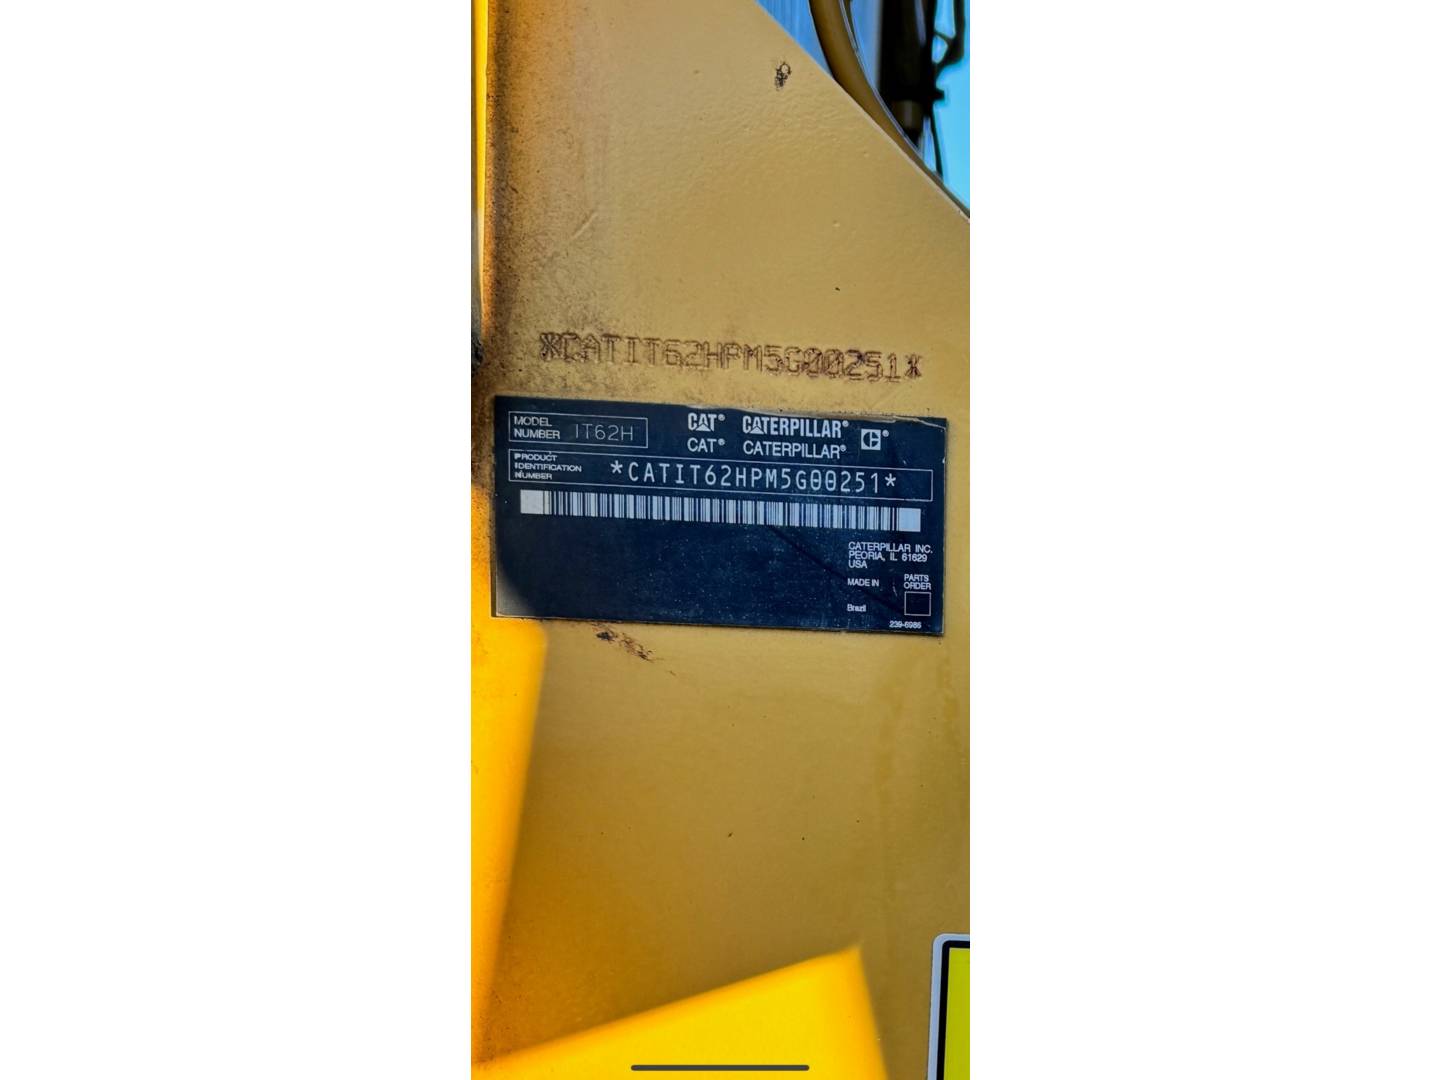 *CATIT62HPM5G00251*
MODEL NUMBER IT62H
CAT® CATERPILLAR® C®
CAT® CATERPILLAR®
PRODUCT IDENTIFICATION NUMBER *CATIT62HPM5G00251*
CATERPILLAR INC.
PEORIA, IL 61629
USA
MADE IN
PARTS ORDER
Brazil
239-6986